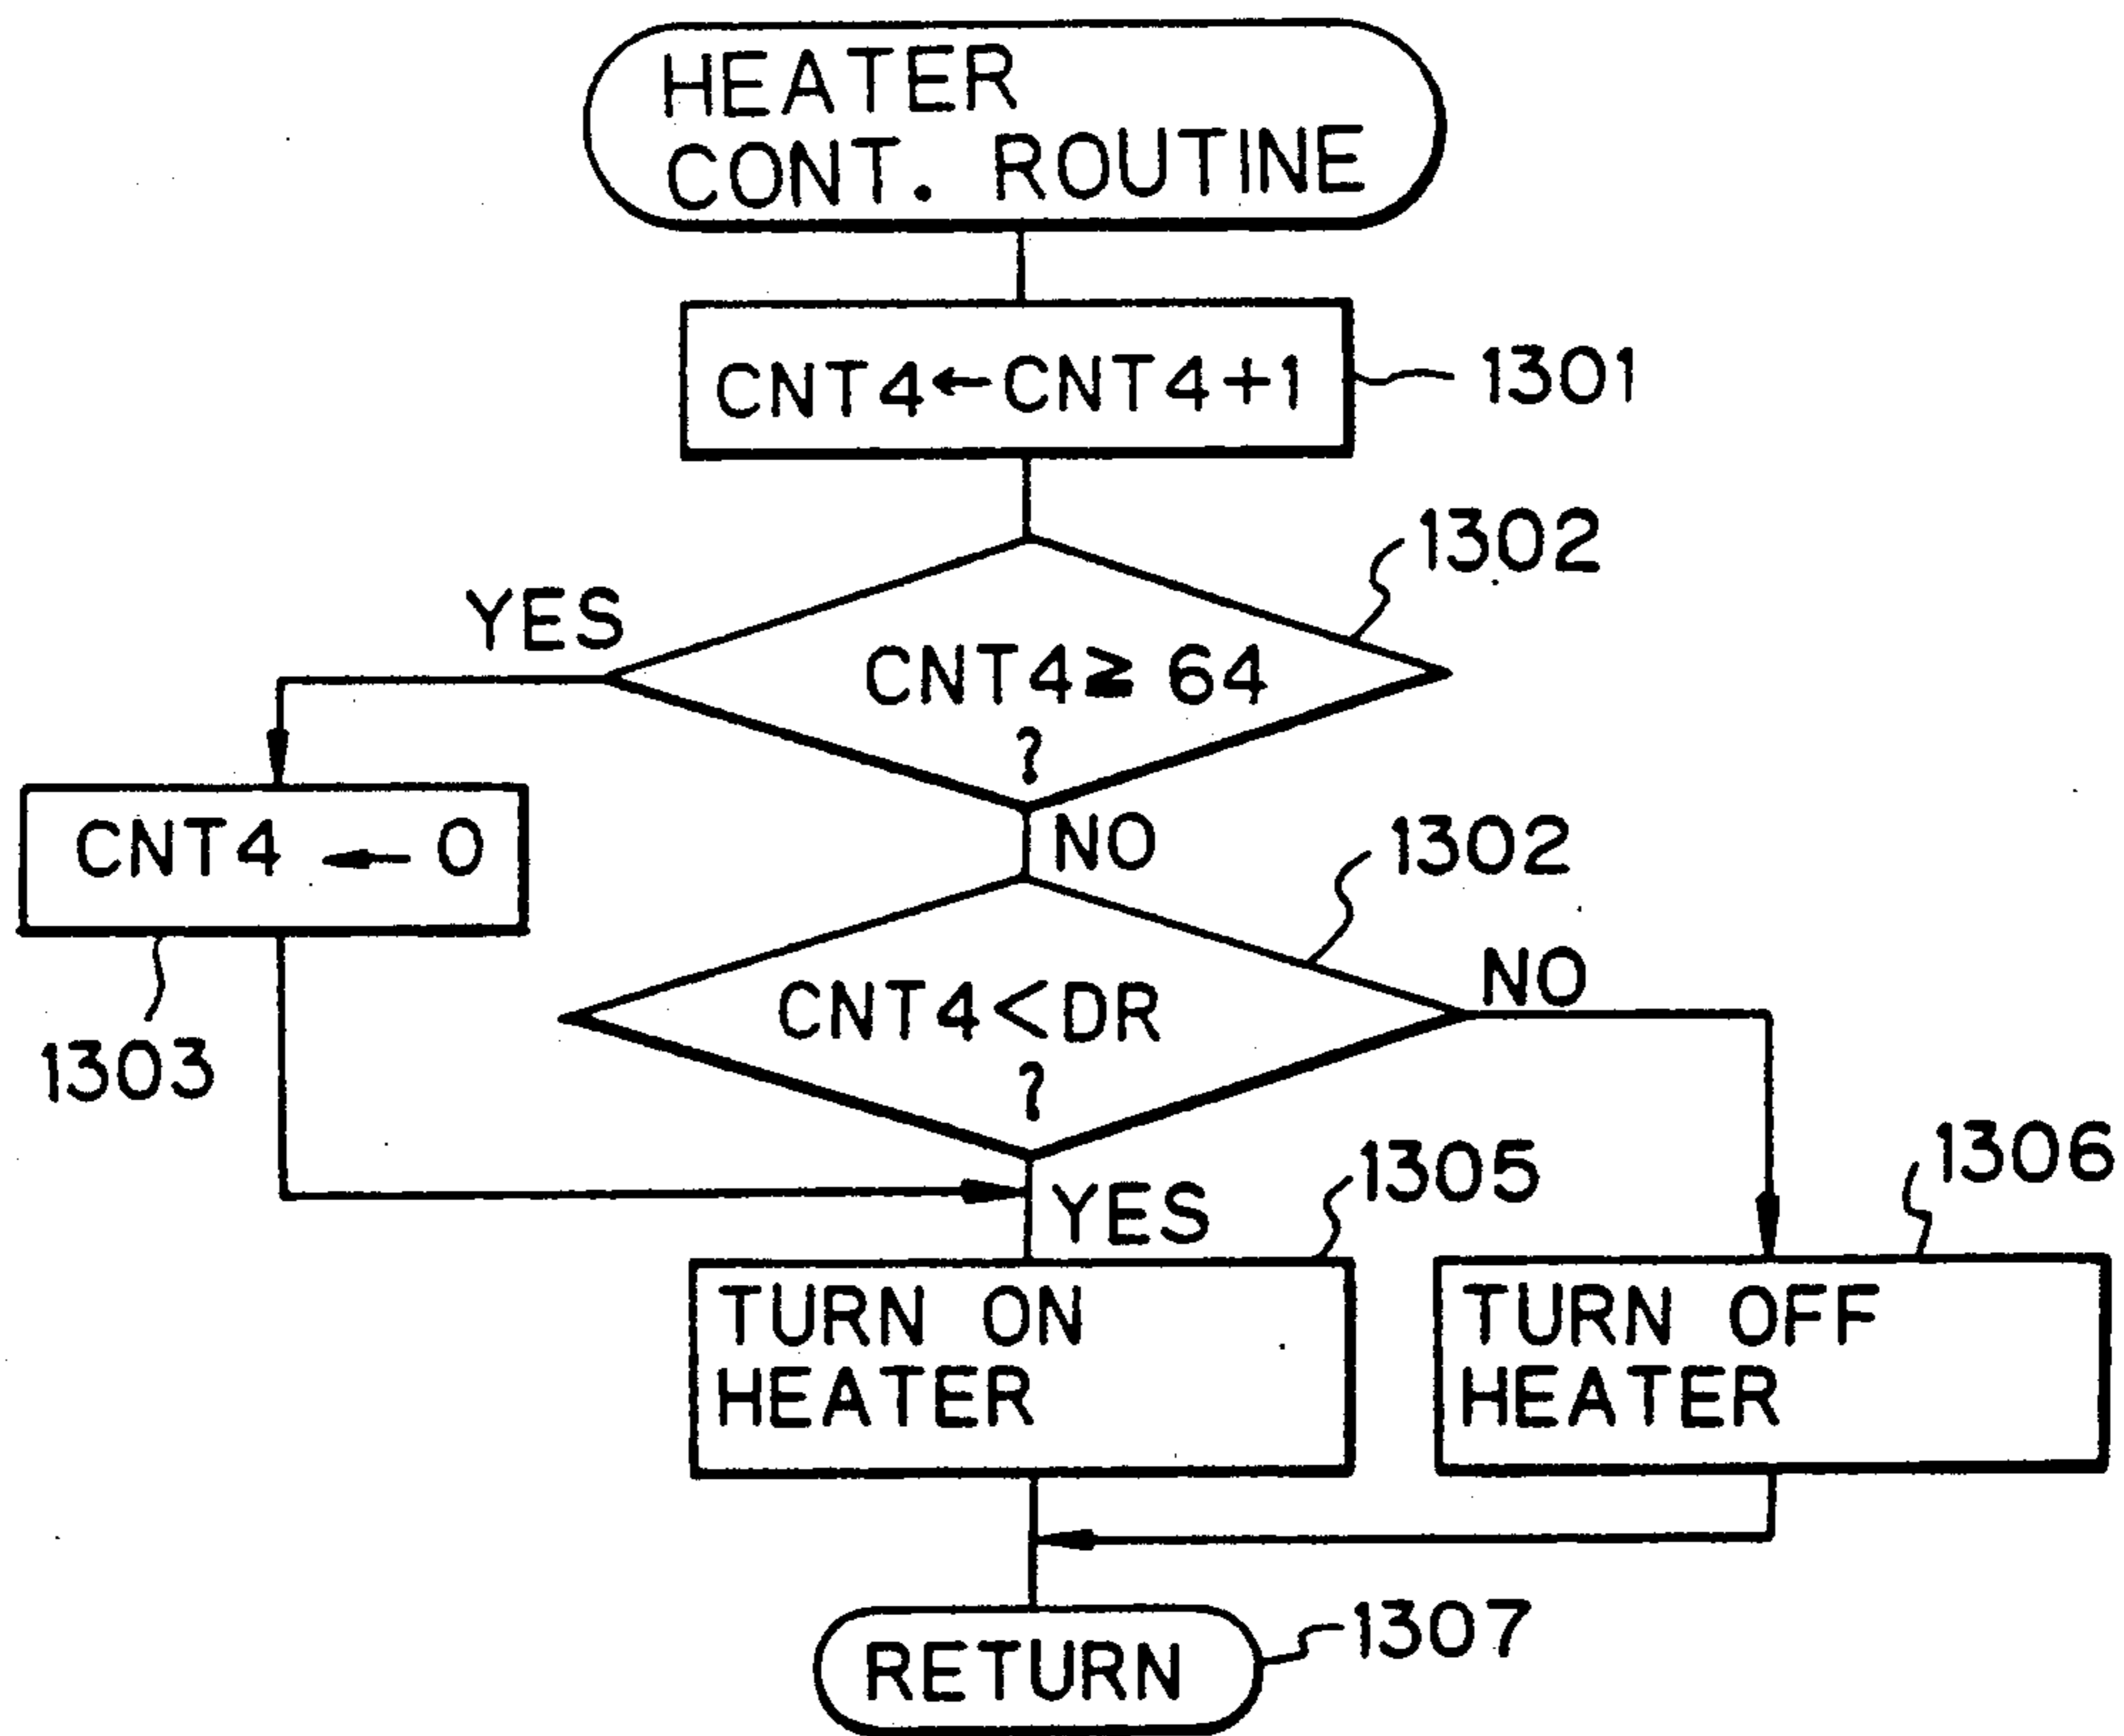 HEATER
CONT. ROUTINE
CNT4←CNT4+1
1301
1302
YES
CNT4≧64
?
NO
CNT4 ← 0
1303
1302
CNT4<DR
?
NO
YES
1305
1306
TURN ON
HEATER
TURN OFF
HEATER
RETURN
1307